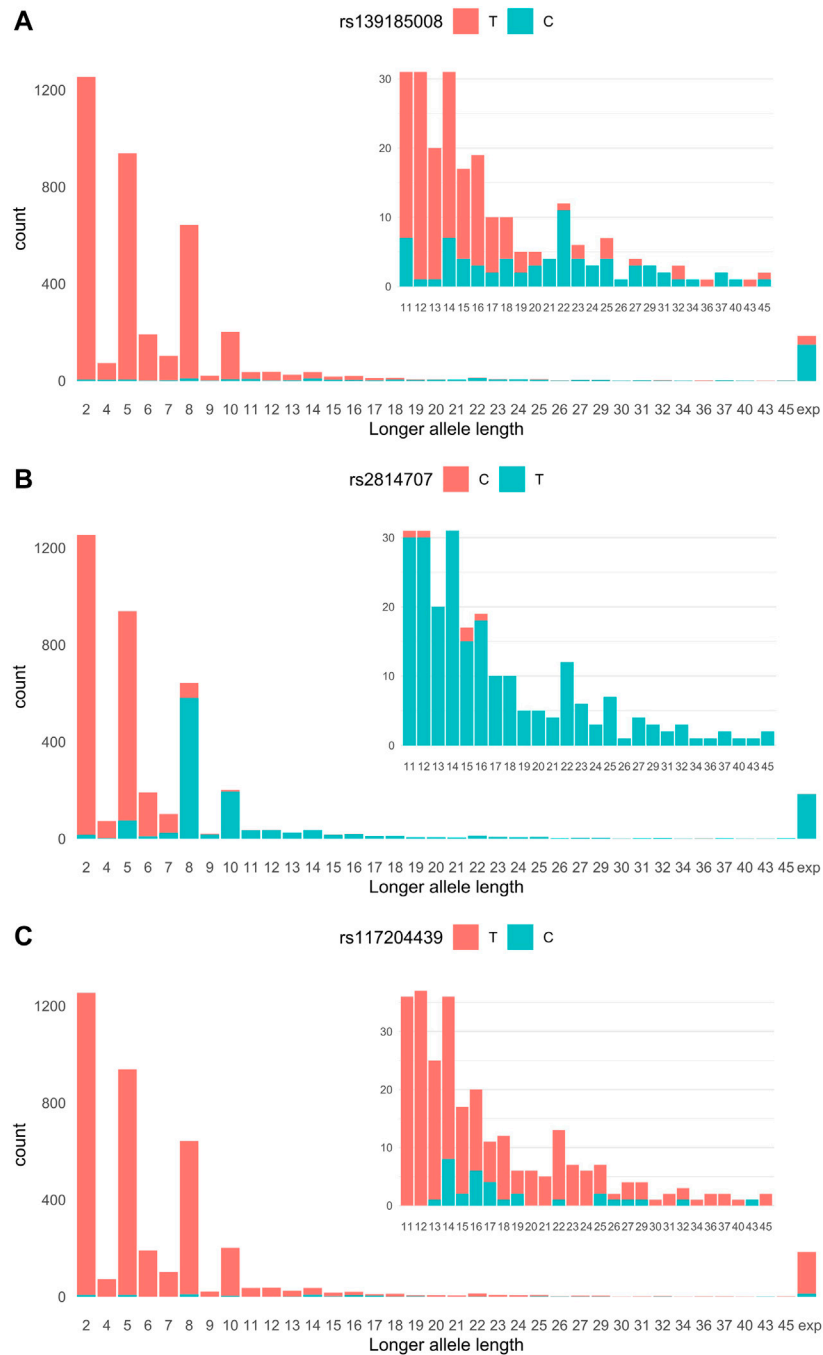 A
rs139185008 T C
30
20
10
0
11 12 13 14 15 16 17 18 19 20 21 22 23 24 25 26 27 29 31 32 34 36 37 40 43 45
1200
800
400
0
count
2 4 5 6 7 8 9 10 11 12 13 14 15 16 17 18 19 20 21 22 23 24 25 26 27 29 30 31 32 34 36 37 40 43 45 exp
Longer allele length
B
rs2814707 C T
30
20
10
0
11 12 13 14 15 16 17 18 19 20 21 22 23 24 25 26 27 29 31 32 34 36 37 40 43 45
1200
800
400
0
count
2 4 5 6 7 8 9 10 11 12 13 14 15 16 17 18 19 20 21 22 23 24 25 26 27 29 30 31 32 34 36 37 40 43 45 exp
Longer allele length
C
rs117204439 T C
30
20
10
0
11 12 13 14 15 16 17 18 19 20 21 22 23 24 25 26 27 29 30 31 32 34 36 37 40 43 45
1200
800
400
0
count
2 4 5 6 7 8 9 10 11 12 13 14 15 16 17 18 19 20 21 22 23 24 25 26 27 29 30 31 32 34 36 37 40 43 45 exp
Longer allele length